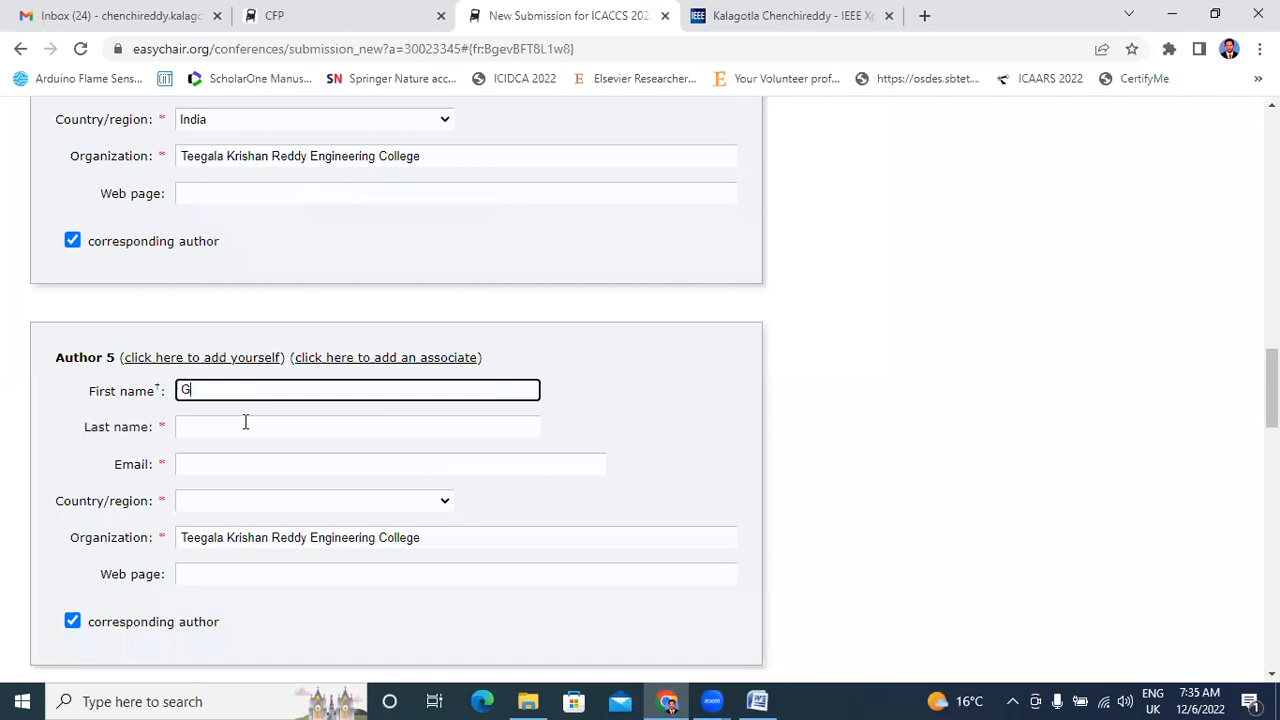 Inbox (24) - chenchireddy.kalag
CFP
New Submission for ICACCS 202
Kalagotla Chenchireddy - IEEE Xp
easychair.org/conferences/submission_new?a=30023345#{fr:BgevBFT8L1w8}
Arduino Flame Sens...
ScholarOne Manus...
SN Springer Nature acc...
ICIDCA 2022
E Elsevier Researcher...
Your Volunteer prof...
https://osdes.sbtet....
ICAARS 2022
CertifyMe
»
Country/region: * India
Organization: * Teegala Krishan Reddy Engineering College
Web page:
corresponding author
Author 5 (click here to add yourself) (click here to add an associate)
First name†: G
Last name: *
Email: *
Country/region: *
Organization: * Teegala Krishan Reddy Engineering College
Web page:
corresponding author
Type here to search
zoom
16°C
ENG
UK
7:35 AM
12/6/2022
1